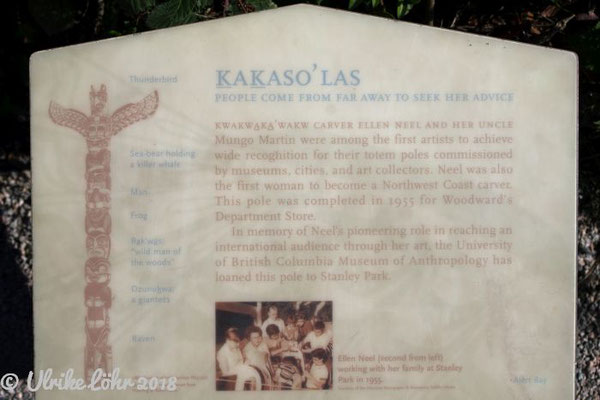 Thunderbird
Sea-bear holding
a killer whale
Man
Frog
Bak'was:
"wild man of
the woods"
Dzunukwa:
a giantess
Raven
ḴAḴASO'LAS
PEOPLE COME FROM FAR AWAY TO SEEK HER ADVICE
KWAKWA̱KA̱'WAKW CARVER ELLEN NEEL AND HER UNCLE
Mungo Martin were among the first artists to achieve
wide recognition for their totem poles commissioned
by museums, cities, and art collectors. Neel was also
the first woman to become a Northwest Coast carver.
This pole was completed in 1955 for Woodward's
Department Store.
In memory of Neel's pioneering role in reaching an
international audience through her art, the University
of British Columbia Museum of Anthropology has
loaned this pole to Stanley Park.
Ellen Neel (second from left)
working with her family at Stanley
Park in 1955.
© Ulrike Löhr 2018